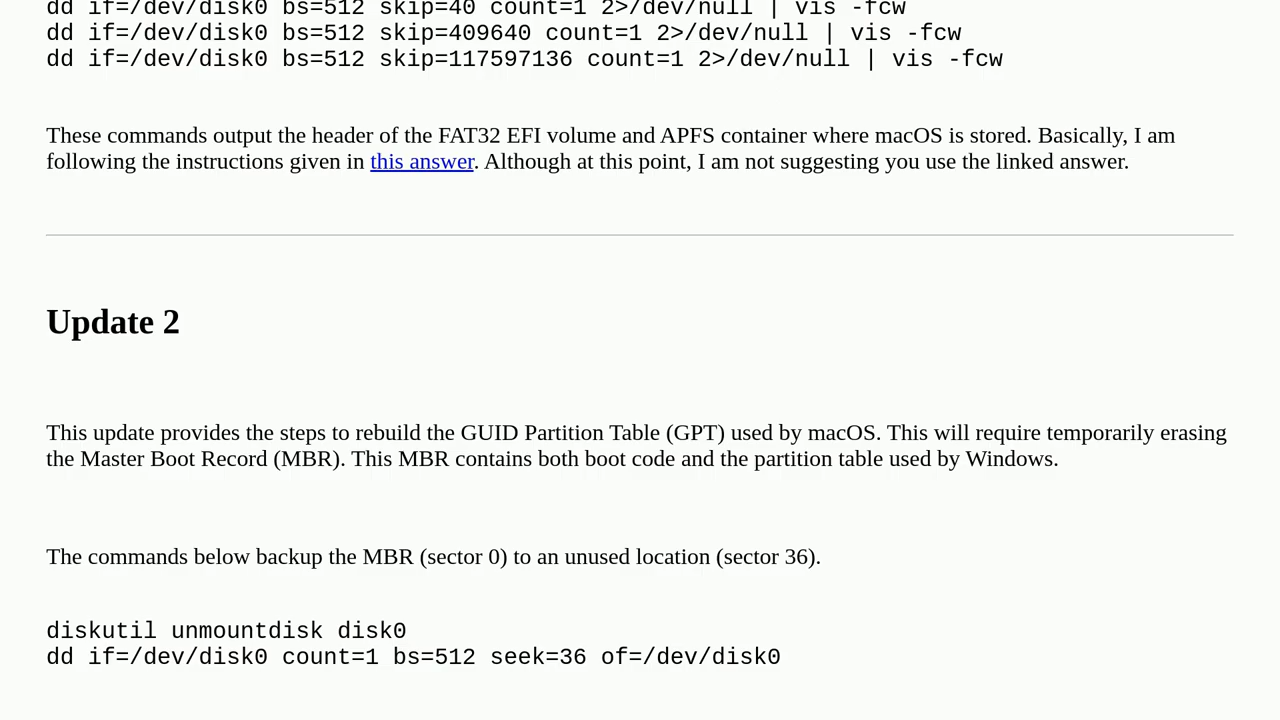 dd if=/dev/disk0 bs=512 skip=40 count=1 2>/dev/null | vis -fcw
dd if=/dev/disk0 bs=512 skip=409640 count=1 2>/dev/null | vis -fcw
dd if=/dev/disk0 bs=512 skip=117597136 count=1 2>/dev/null | vis -fcw
These commands output the header of the FAT32 EFI volume and APFS container where macOS is stored. Basically, I am
following the instructions given in this answer. Although at this point, I am not suggesting you use the linked answer.
Update 2
This update provides the steps to rebuild the GUID Partition Table (GPT) used by macOS. This will require temporarily erasing
the Master Boot Record (MBR). This MBR contains both boot code and the partition table used by Windows.
The commands below backup the MBR (sector 0) to an unused location (sector 36).
diskutil unmountdisk disk0
dd if=/dev/disk0 count=1 bs=512 seek=36 of=/dev/disk0